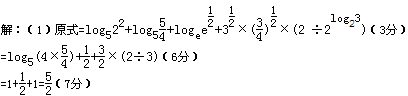 解：（1）原式=log₅2²+log₅5/4+logₑe^(1/2)+3^(1/2)×(3/4)^(1/2)×(2÷2^(log₂3)）（3分）
=log₅(4×5/4)+1/2+3/2×(2÷3)（6分）
=1+1/2+1=5/2（7分）